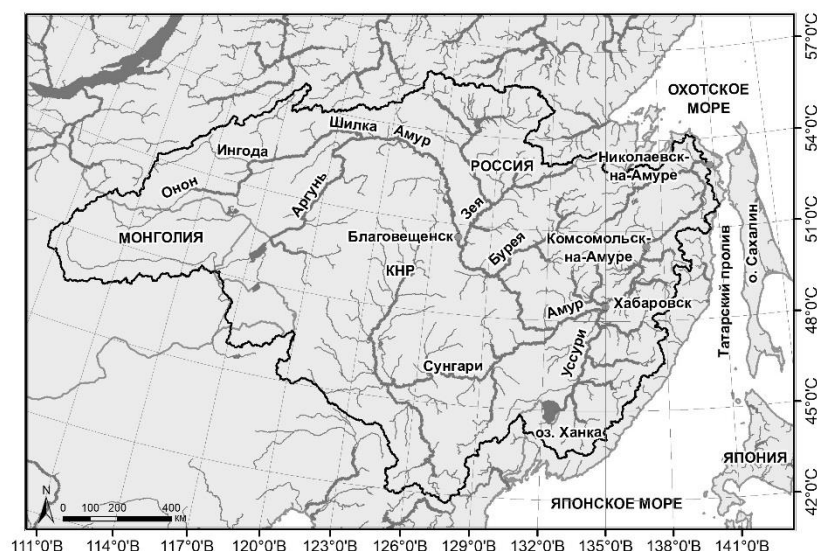 57°0'С
ОХОТСКОЕ
МОРЕ
54°0'С
Шилка
Амур
РОССИЯ
Николаевск-
на-Амуре
Ингода
Онон
Аргунь
Зея
51°0'С
МОНГОЛИЯ
Благовещенск
КНР
Бурея
Комсомольск-
на-Амуре
Татарский пролив
о. Сахалин
Амур
Хабаровск
48°0'С
Сунгари
Уссури
45°0'С
оз. Ханка
ЯПОНИЯ
N
0 100 200 400
КМ
ЯПОНСКОЕ МОРЕ
42°0'С
111°0'В 114°0'В 117°0'В 120°0'В 123°0'В 126°0'В 129°0'В 132°0'В 135°0'В 138°0'В 141°0'В